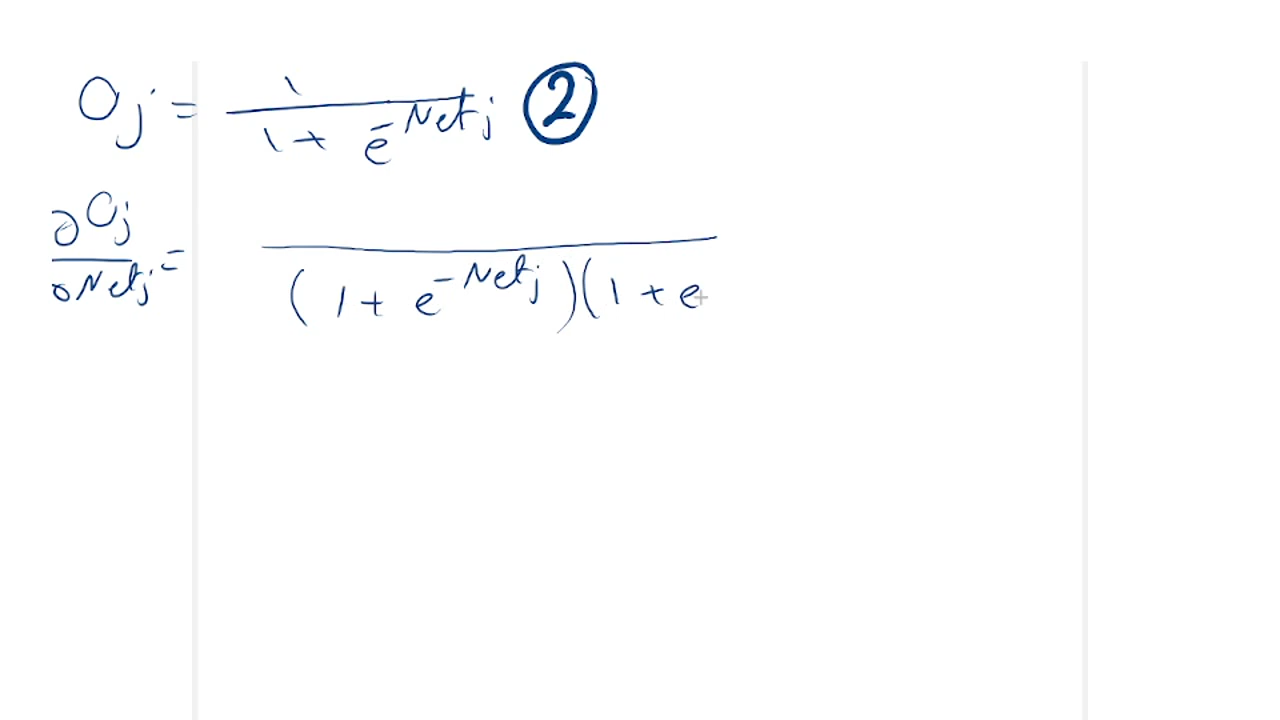 Oj = 1 / (1 + e^-Netj) ②
∂Oj / ∂Netj = / (1 + e^-Netj)(1 + e